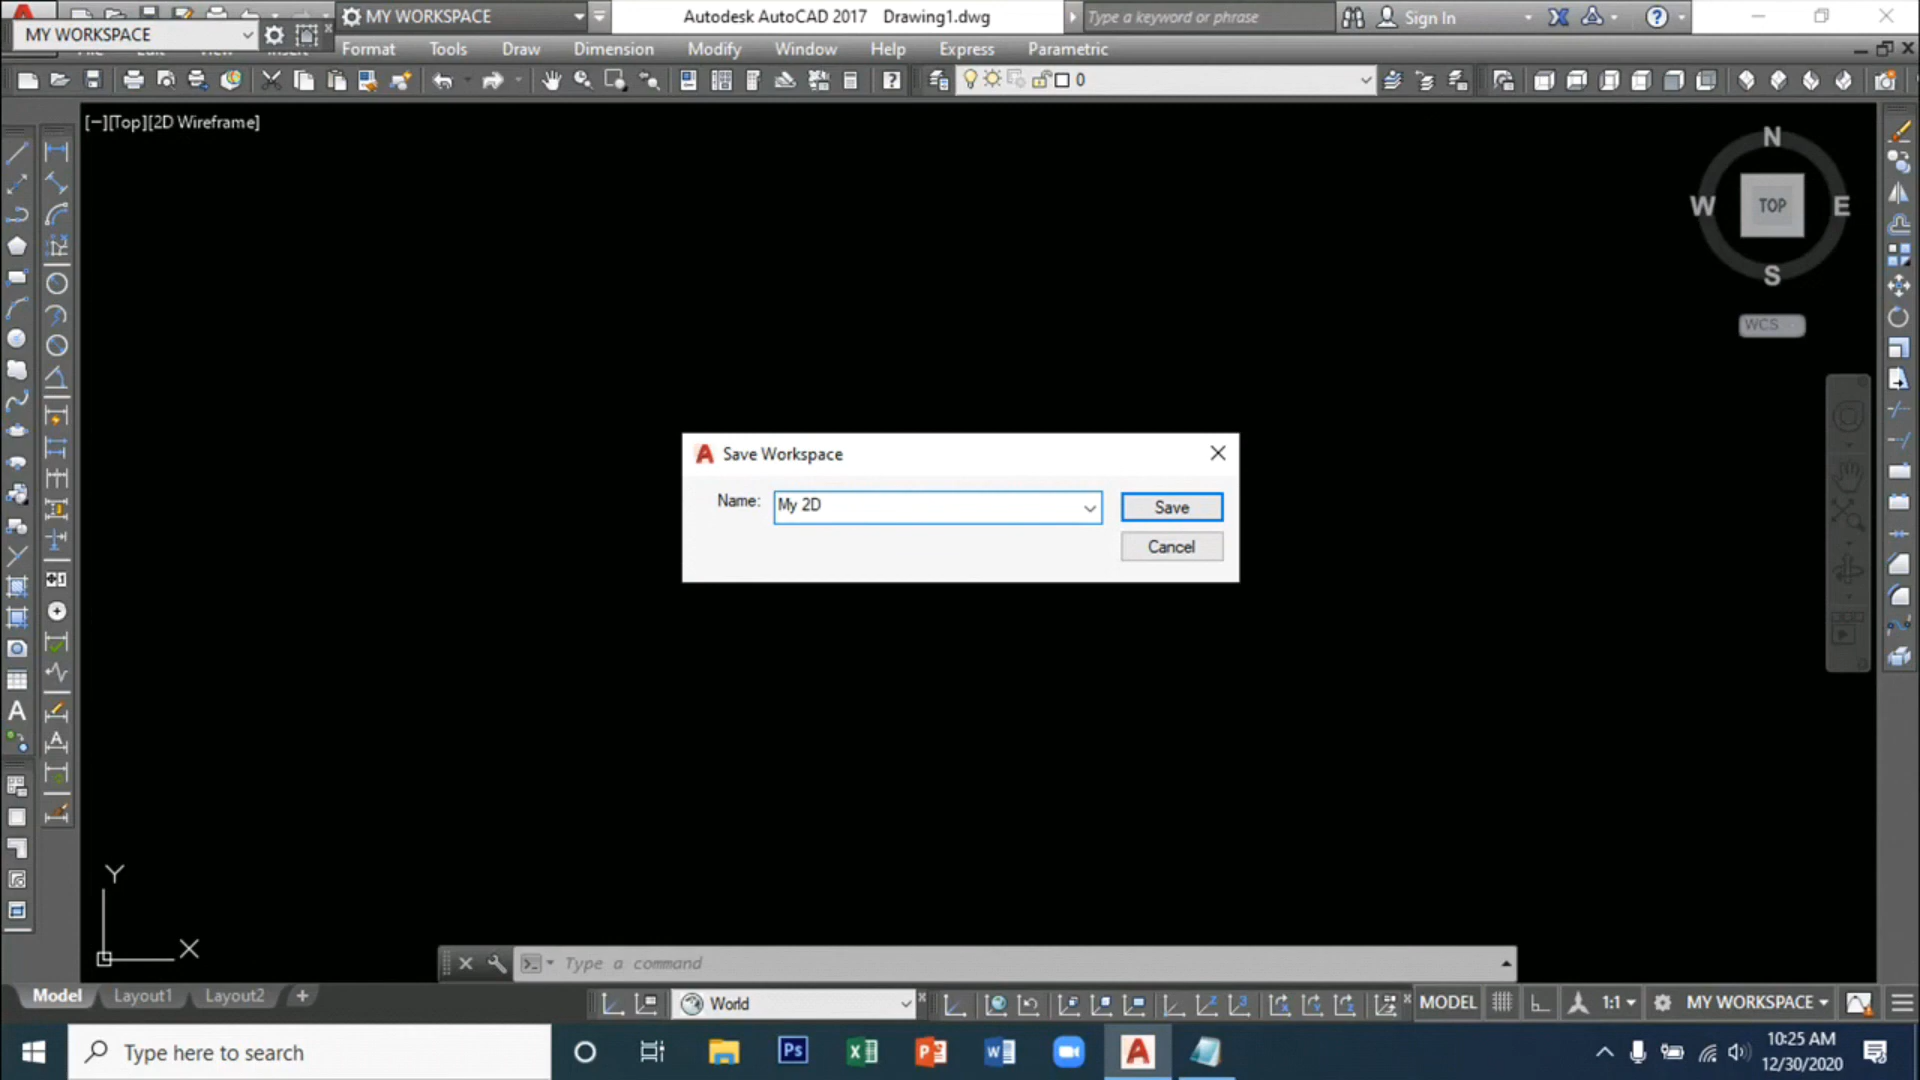 MY WORKSPACE
Autodesk AutoCAD 2017 Drawing1.dwg
Type a keyword or phrase
Sign In
MY WORKSPACE
Format Tools Draw Dimension Modify Window Help Express Parametric
0
[−][Top][2D Wireframe]
N
W TOP E
S
WCS
Save Workspace
Name: My 2D Save
Cancel
Y
X
Type a command
Model Layout1 Layout2
World
MODEL 1:1 MY WORKSPACE
Type here to search
10:25 AM
12/30/2020